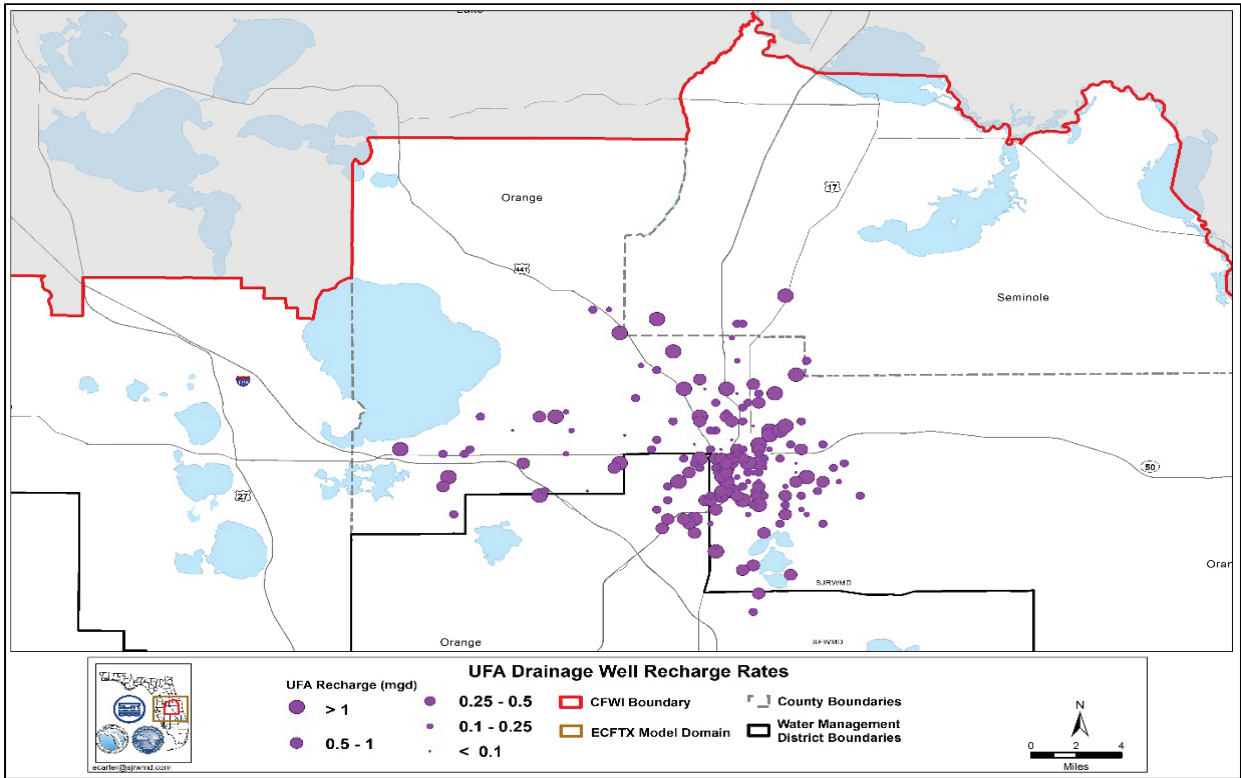 Lake
17
Orange
441
Seminole
27
50
Oran
SJRWMD
Orange
SFWMD
UFA Drainage Well Recharge Rates
UFA Recharge (mgd)
> 1
0.5 - 1
0.25 - 0.5
0.1 - 0.25
< 0.1
CFWI Boundary
ECFTX Model Domain
County Boundaries
Water Management
District Boundaries
N
0 2 4
Miles
ecarter@sjrwmd.com